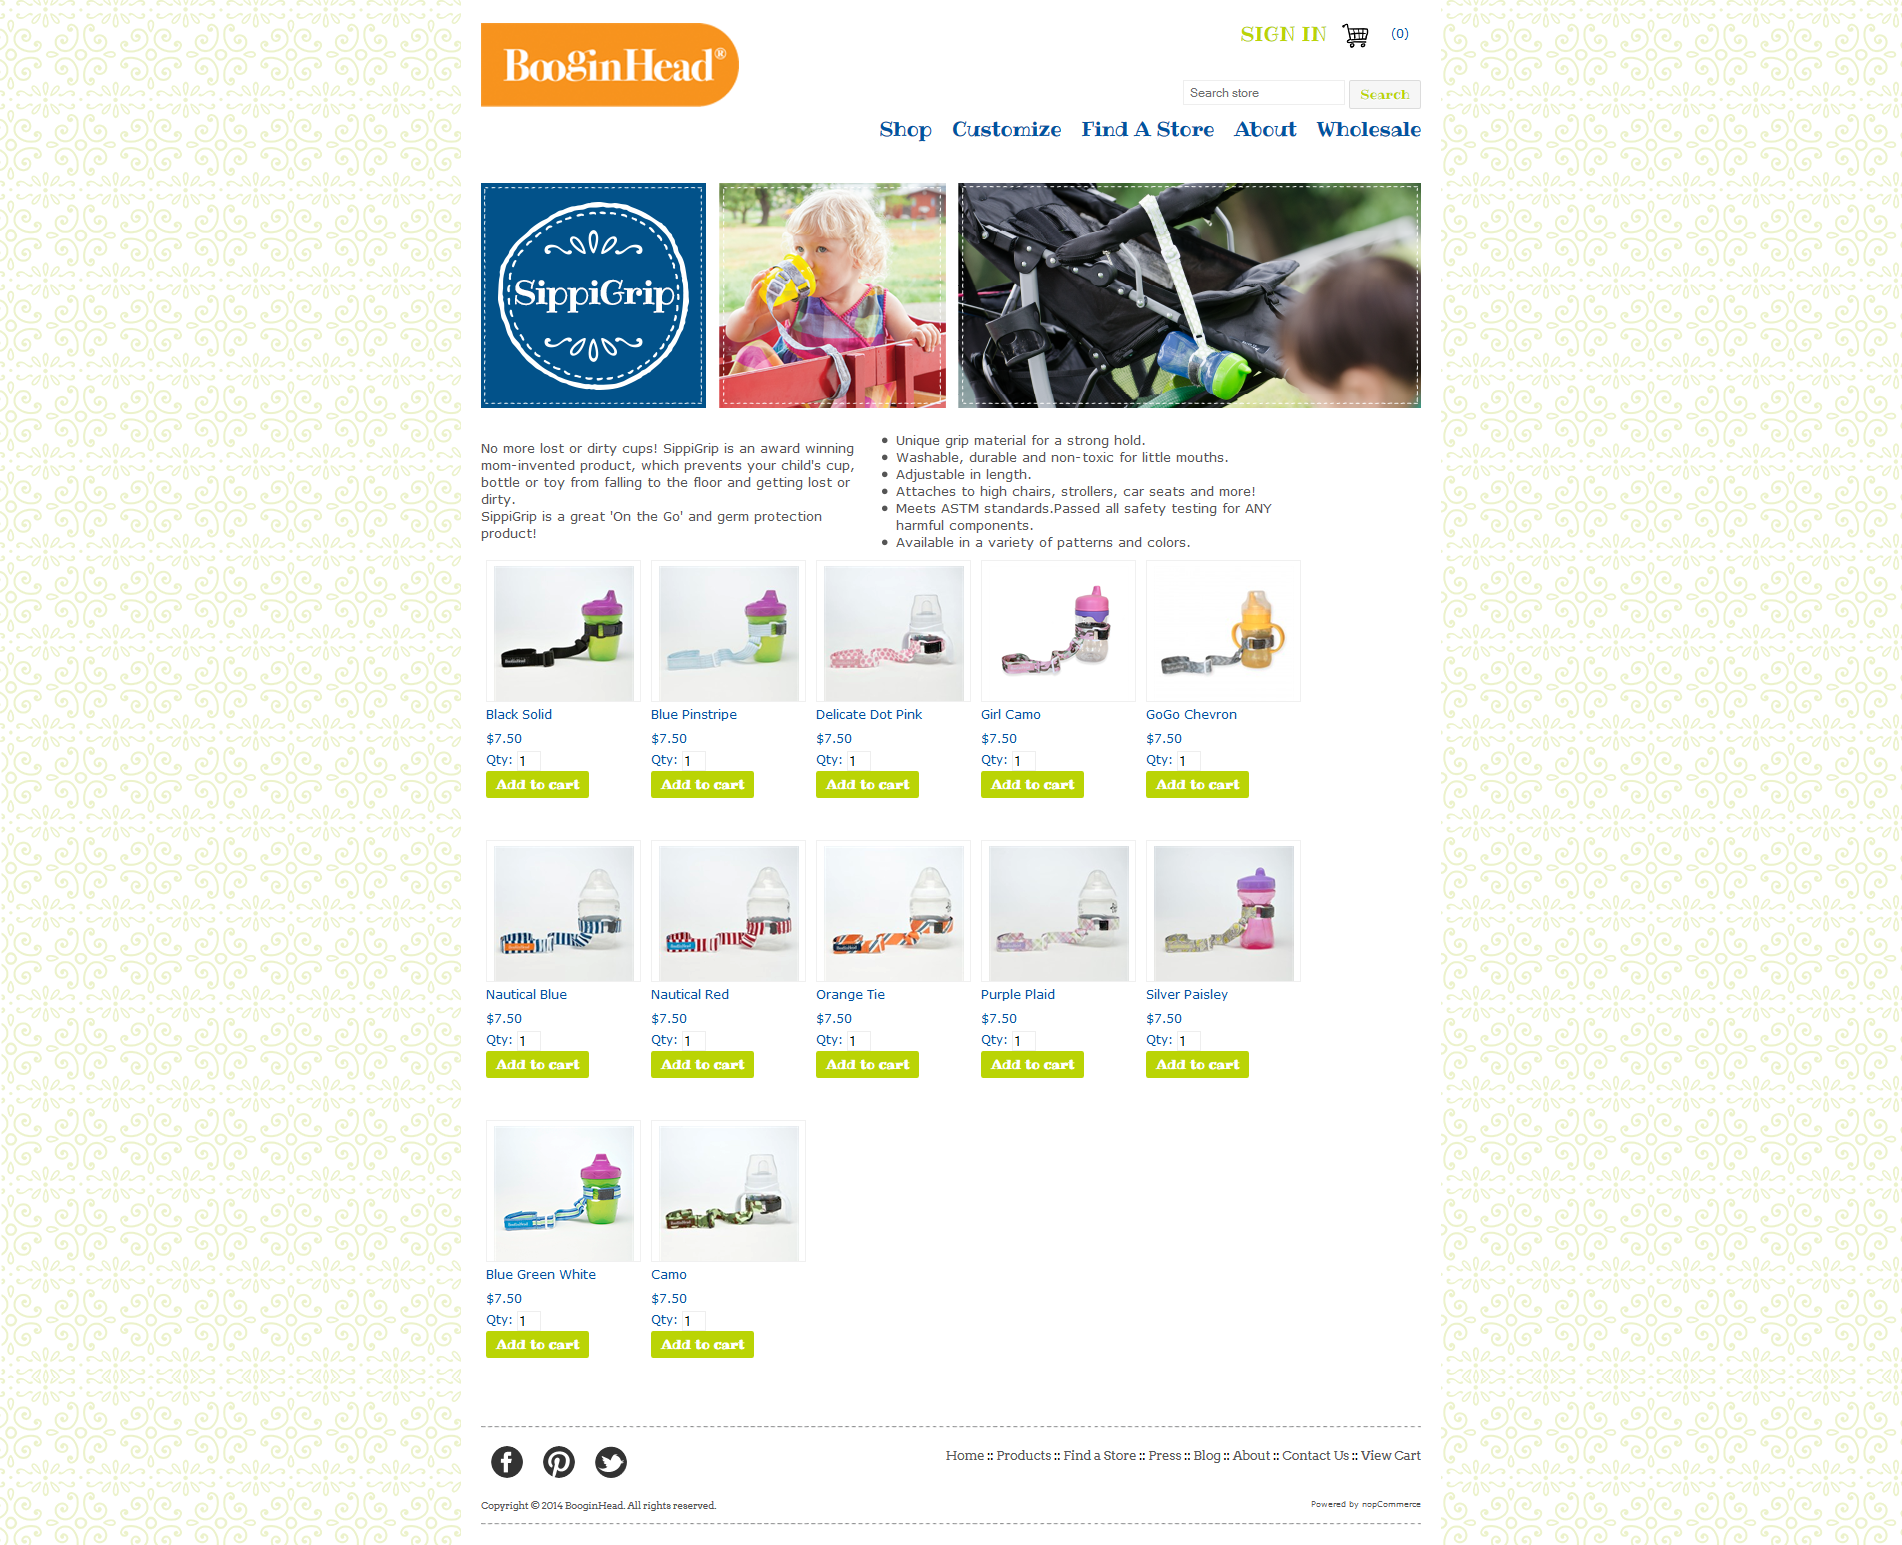 BooginHead®
SIGN IN
(0)
Search store
Search
Shop Customize Find A Store About Wholesale
SippiGrip
No more lost or dirty cups! SippiGrip is an award winning
mom-invented product, which prevents your child's cup,
bottle or toy from falling to the floor and getting lost or
dirty.
SippiGrip is a great 'On the Go' and germ protection
product!
Unique grip material for a strong hold.
Washable, durable and non-toxic for little mouths.
Adjustable in length.
Attaches to high chairs, strollers, car seats and more!
Meets ASTM standards.Passed all safety testing for ANY
harmful components.
Available in a variety of patterns and colors.
Black Solid Blue Pinstripe Delicate Dot Pink Girl Camo GoGo Chevron
$7.50 $7.50 $7.50 $7.50 $7.50
Qty: 1 Qty: 1 Qty: 1 Qty: 1 Qty: 1
Add to cart Add to cart Add to cart Add to cart Add to cart
Nautical Blue Nautical Red Orange Tie Purple Plaid Silver Paisley
$7.50 $7.50 $7.50 $7.50 $7.50
Qty: 1 Qty: 1 Qty: 1 Qty: 1 Qty: 1
Add to cart Add to cart Add to cart Add to cart Add to cart
Blue Green White Camo
$7.50 $7.50
Qty: 1 Qty: 1
Add to cart Add to cart
Home :: Products :: Find a Store :: Press :: Blog :: About :: Contact Us :: View Cart
Copyright © 2014 BooginHead. All rights reserved.
Powered by nopCommerce